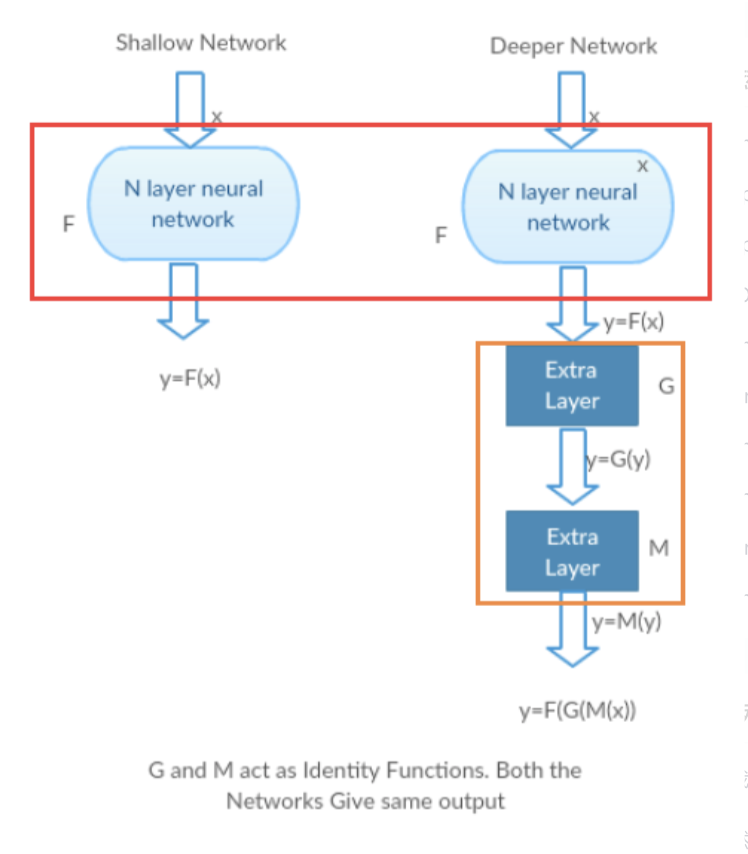 Shallow Network
Deeper Network
x
x
N layer neural
network
F
x
N layer neural
network
F
y=F(x)
y=F(x)
Extra
Layer
G
y=G(y)
Extra
Layer
M
y=M(y)
y=F(G(M(x))
G and M act as Identity Functions. Both the
Networks Give same output